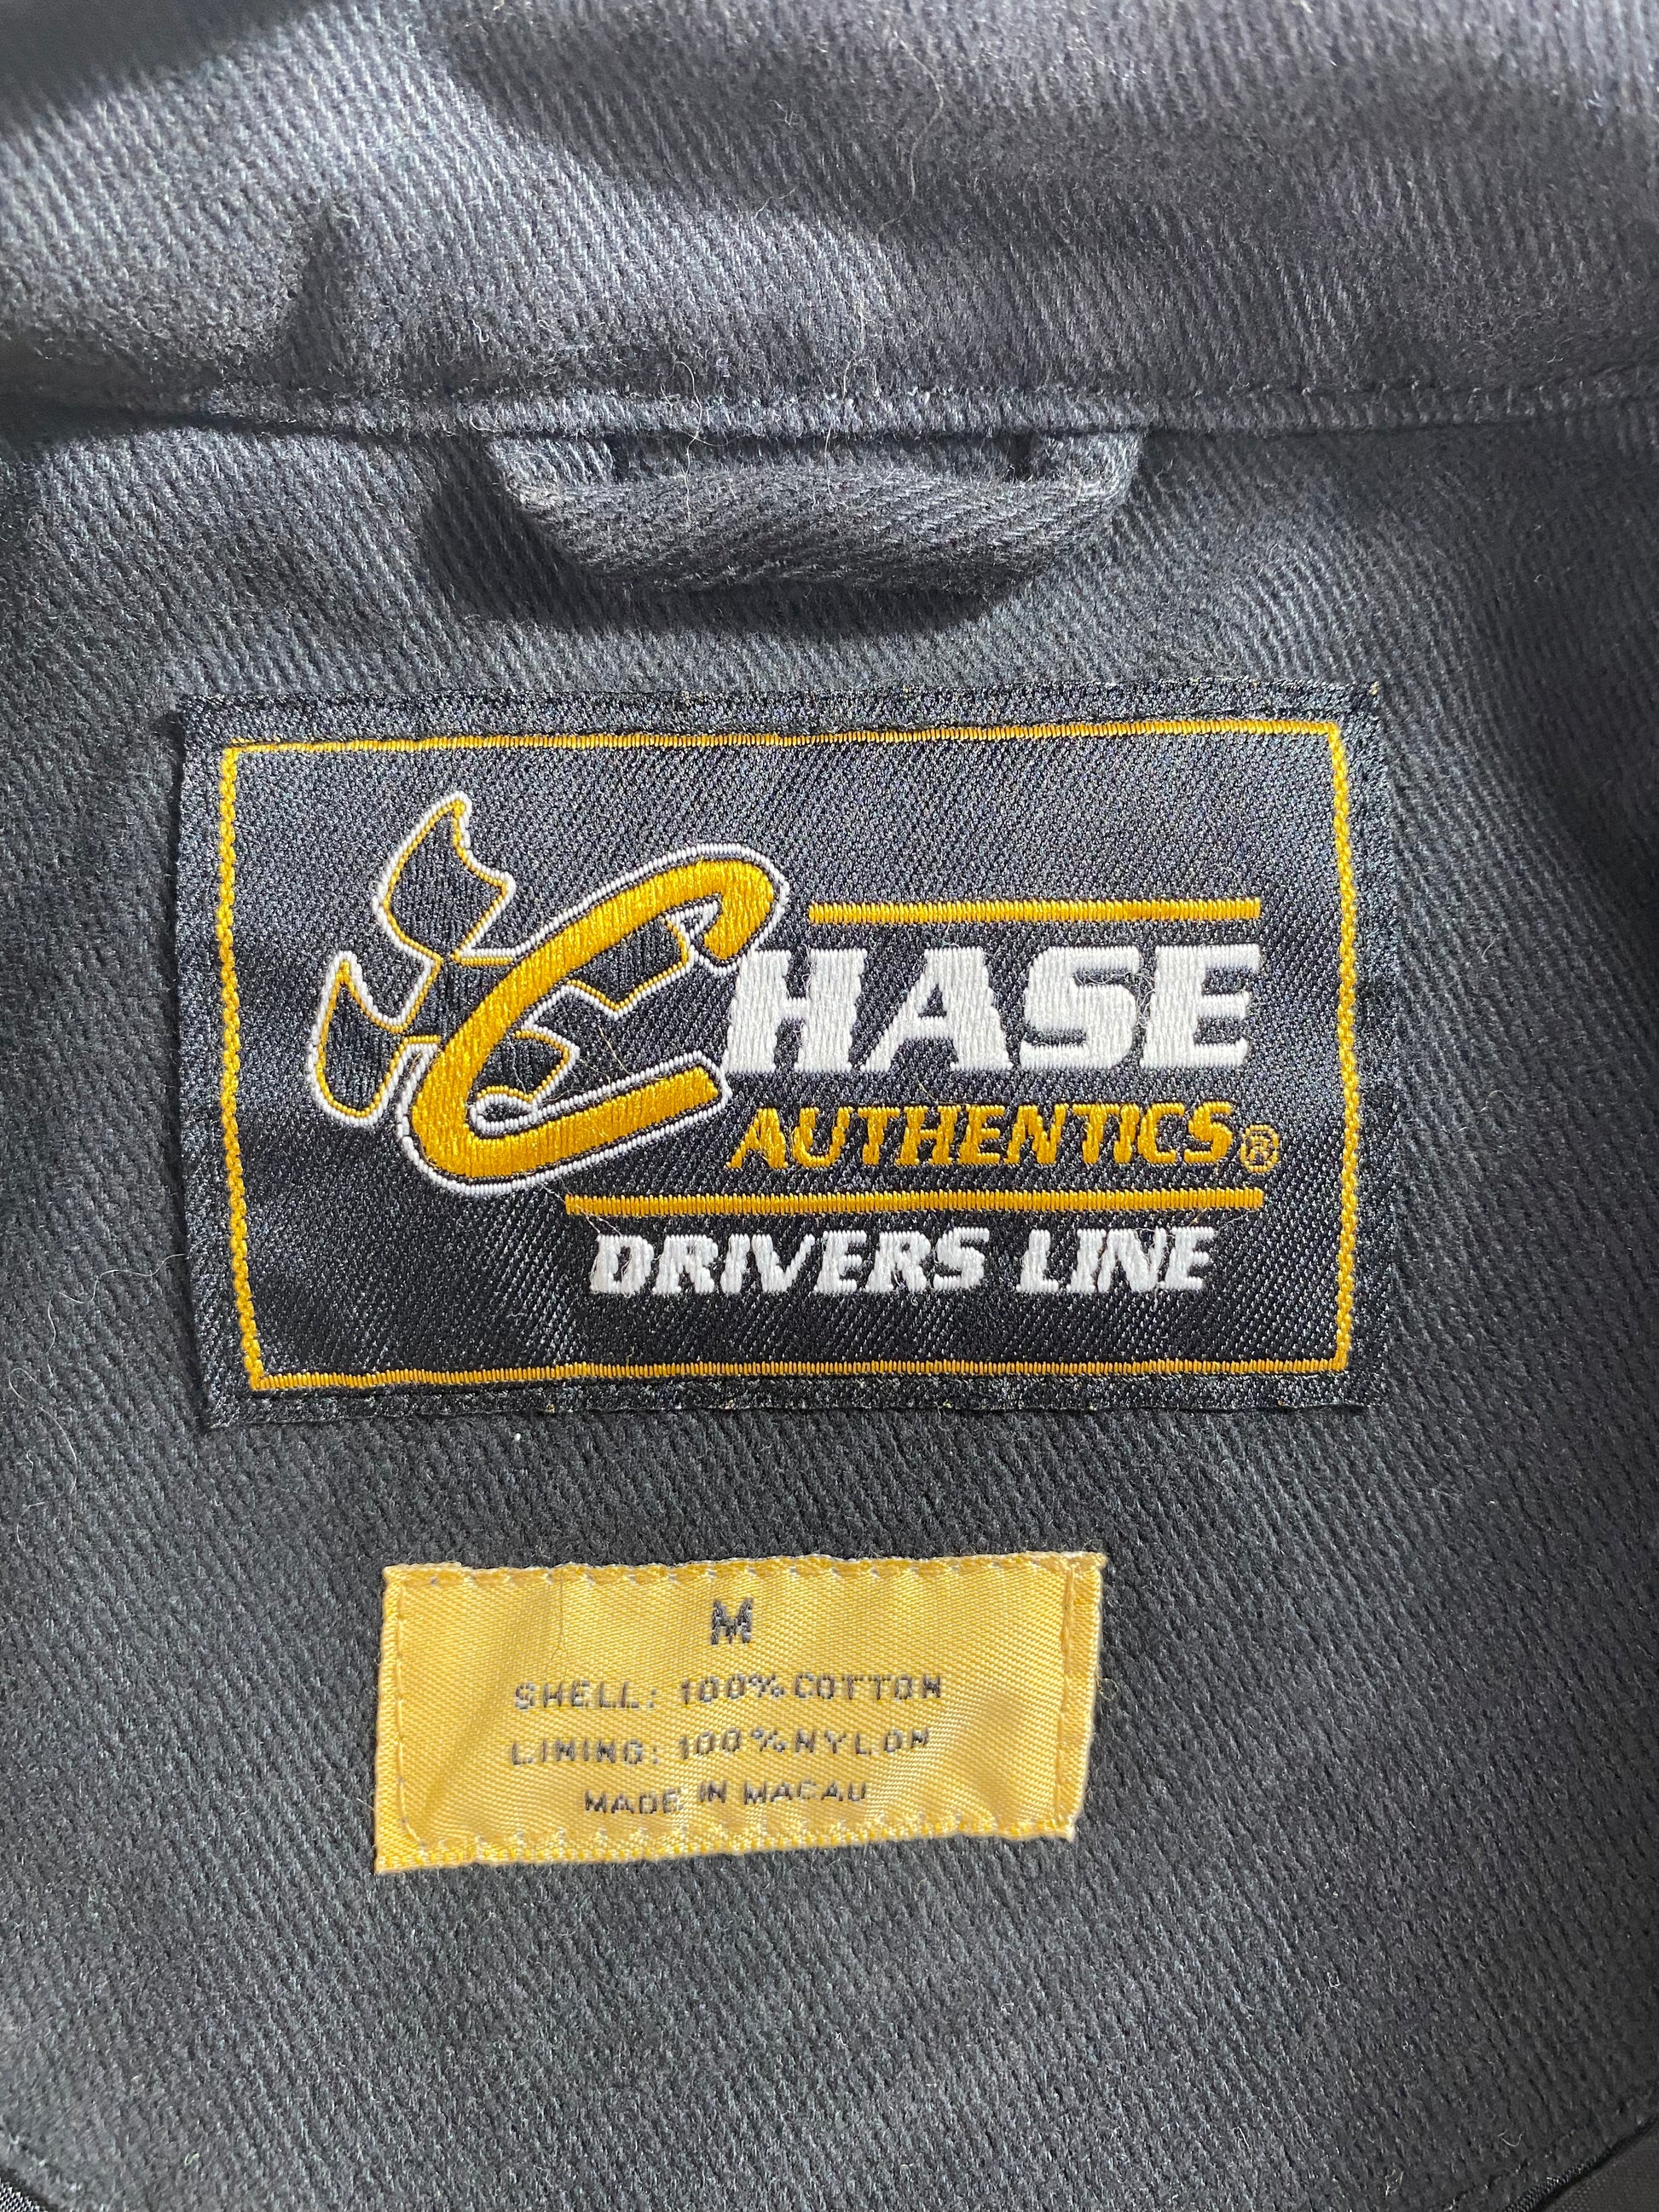 CHASE
AUTHENTICS®
DRIVERS LINE
M
SHELL: 100% COTTON
LINING: 100% NYLON
MADE IN MACAU